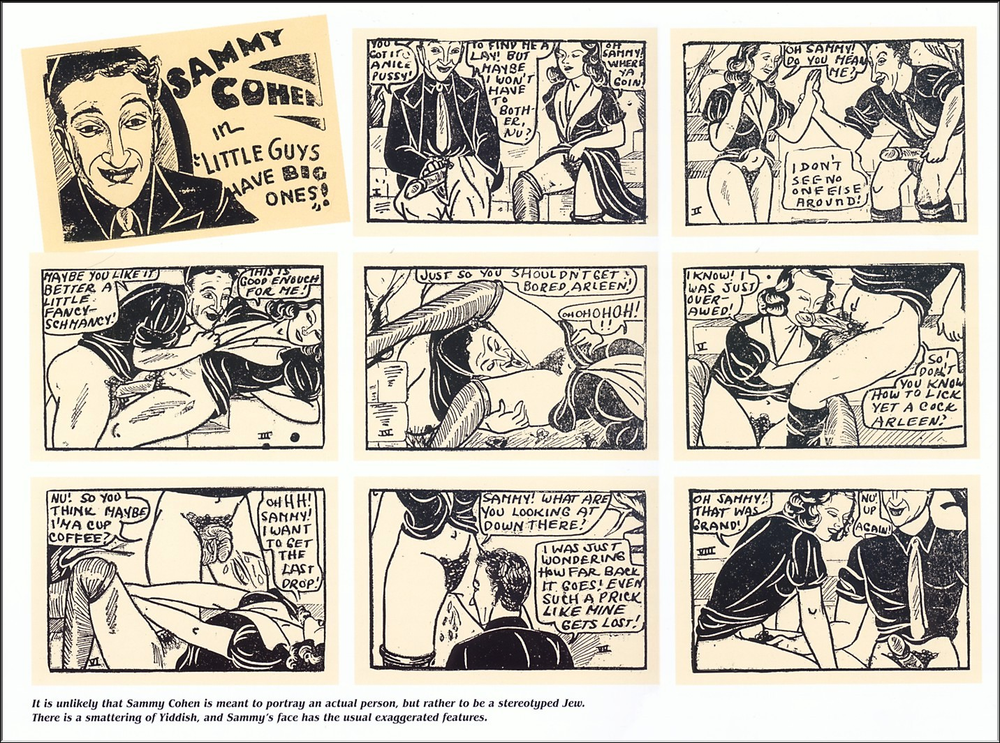 SAMMY
COHEN
IN
"LITTLE GUYS
HAVE BIG
ONES"!
YOU
GOT IT
A NICE
PUSSY!
TO FIND ME A
LAY! BUT
MAYBE
I WON'T
HAVE
TO
BOTH-
ER,
NU?
OH
SAMMY!
WHERE
YA
GOIN'
I
OH SAMMY!
DO YOU MEAN
ME?
I DON'T
SEE NO
ONE ELSE
AROUND!
II
MAYBE YOU LIKE IT
BETTER A
LITTLE
FANCY-
SCHMANCY!
THIS IS
GOOD ENOUGH
FOR ME!
III
JUST SO YOU SHOULDNT GET
BORED ARLEEN!
OH OH OH OH!
!!
IV
I KNOW! I
WAS JUST
OVER-
AWED!
V
SO!
DON'T
YOU KNOW
HOW TO LICK
YET A COCK
ARLEEN?
NU! SO YOU
THINK MAYBE
I'M A CUP
COFFEE?
OHHH!
SAMMY!
I WANT
TO GET
THE
LAST
DROP!
VI
SAMMY! WHAT ARE
YOU LOOKING AT
DOWN THERE?
I WAS JUST
WONDERING
HOW FAR BACK
IT GOES! EVEN
SUCH A PRICK
LIKE MINE
GETS LOST!
VII
OH SAMMY!
THAT WAS
GRAND!
NU!
UP
AGAIN!
VIII
It is unlikely that Sammy Cohen is meant to portray an actual person, but rather to be a stereotyped Jew.
There is a smattering of Yiddish, and Sammy's face has the usual exaggerated features.